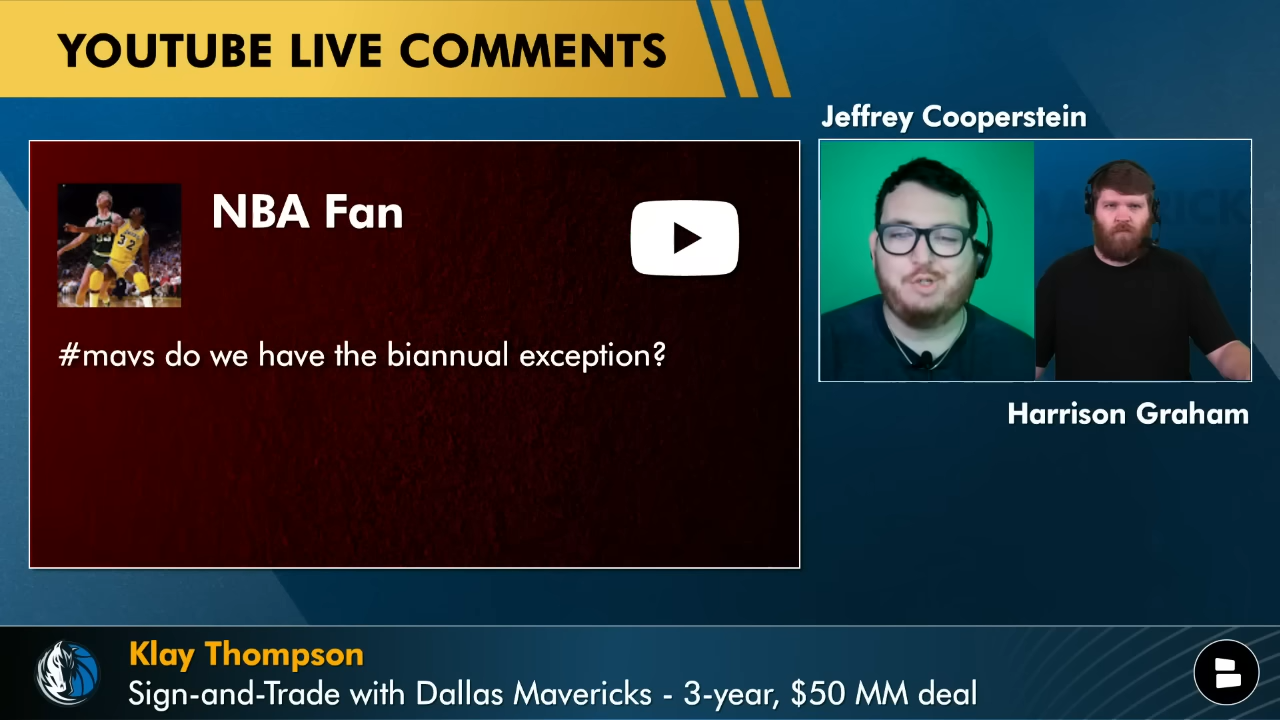 YOUTUBE LIVE COMMENTS
Jeffrey Cooperstein
NBA Fan
32
#mavs do we have the biannual exception?
Harrison Graham
Klay Thompson
Sign-and-Trade with Dallas Mavericks - 3-year, $50 MM deal